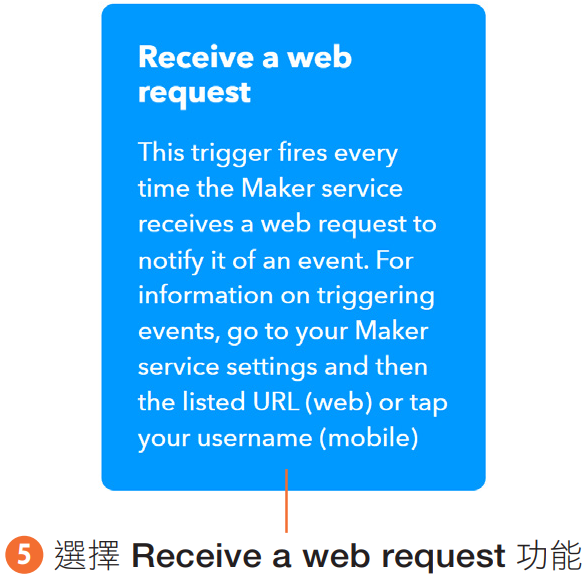 Receive a web
request
This trigger fires every
time the Maker service
receives a web request to
notify it of an event. For
information on triggering
events, go to your Maker
service settings and then
the listed URL (web) or tap
your username (mobile)
5 選擇 Receive a web request 功能